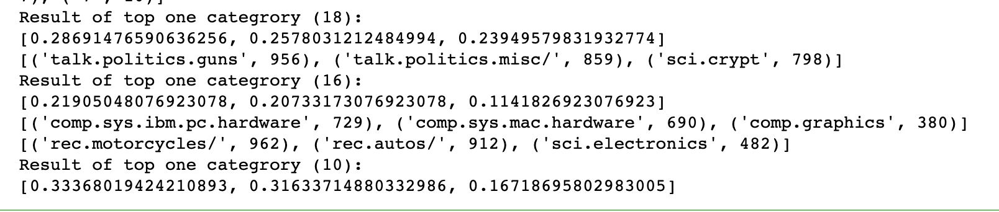 Result of top one categrory (18):
[0.28691476590636256, 0.2578031212484994, 0.23949579831932774]
[('talk.politics.guns', 956), ('talk.politics.misc/', 859), ('sci.crypt', 798)]
Result of top one categrory (16):
[0.21905048076923078, 0.20733173076923078, 0.1141826923076923]
[('comp.sys.ibm.pc.hardware', 729), ('comp.sys.mac.hardware', 690), ('comp.graphics', 380)]
[('rec.motorcycles/', 962), ('rec.autos/', 912), ('sci.electronics', 482)]
Result of top one categrory (10):
[0.33368019424210893, 0.31633714880332986, 0.16718695802983005]